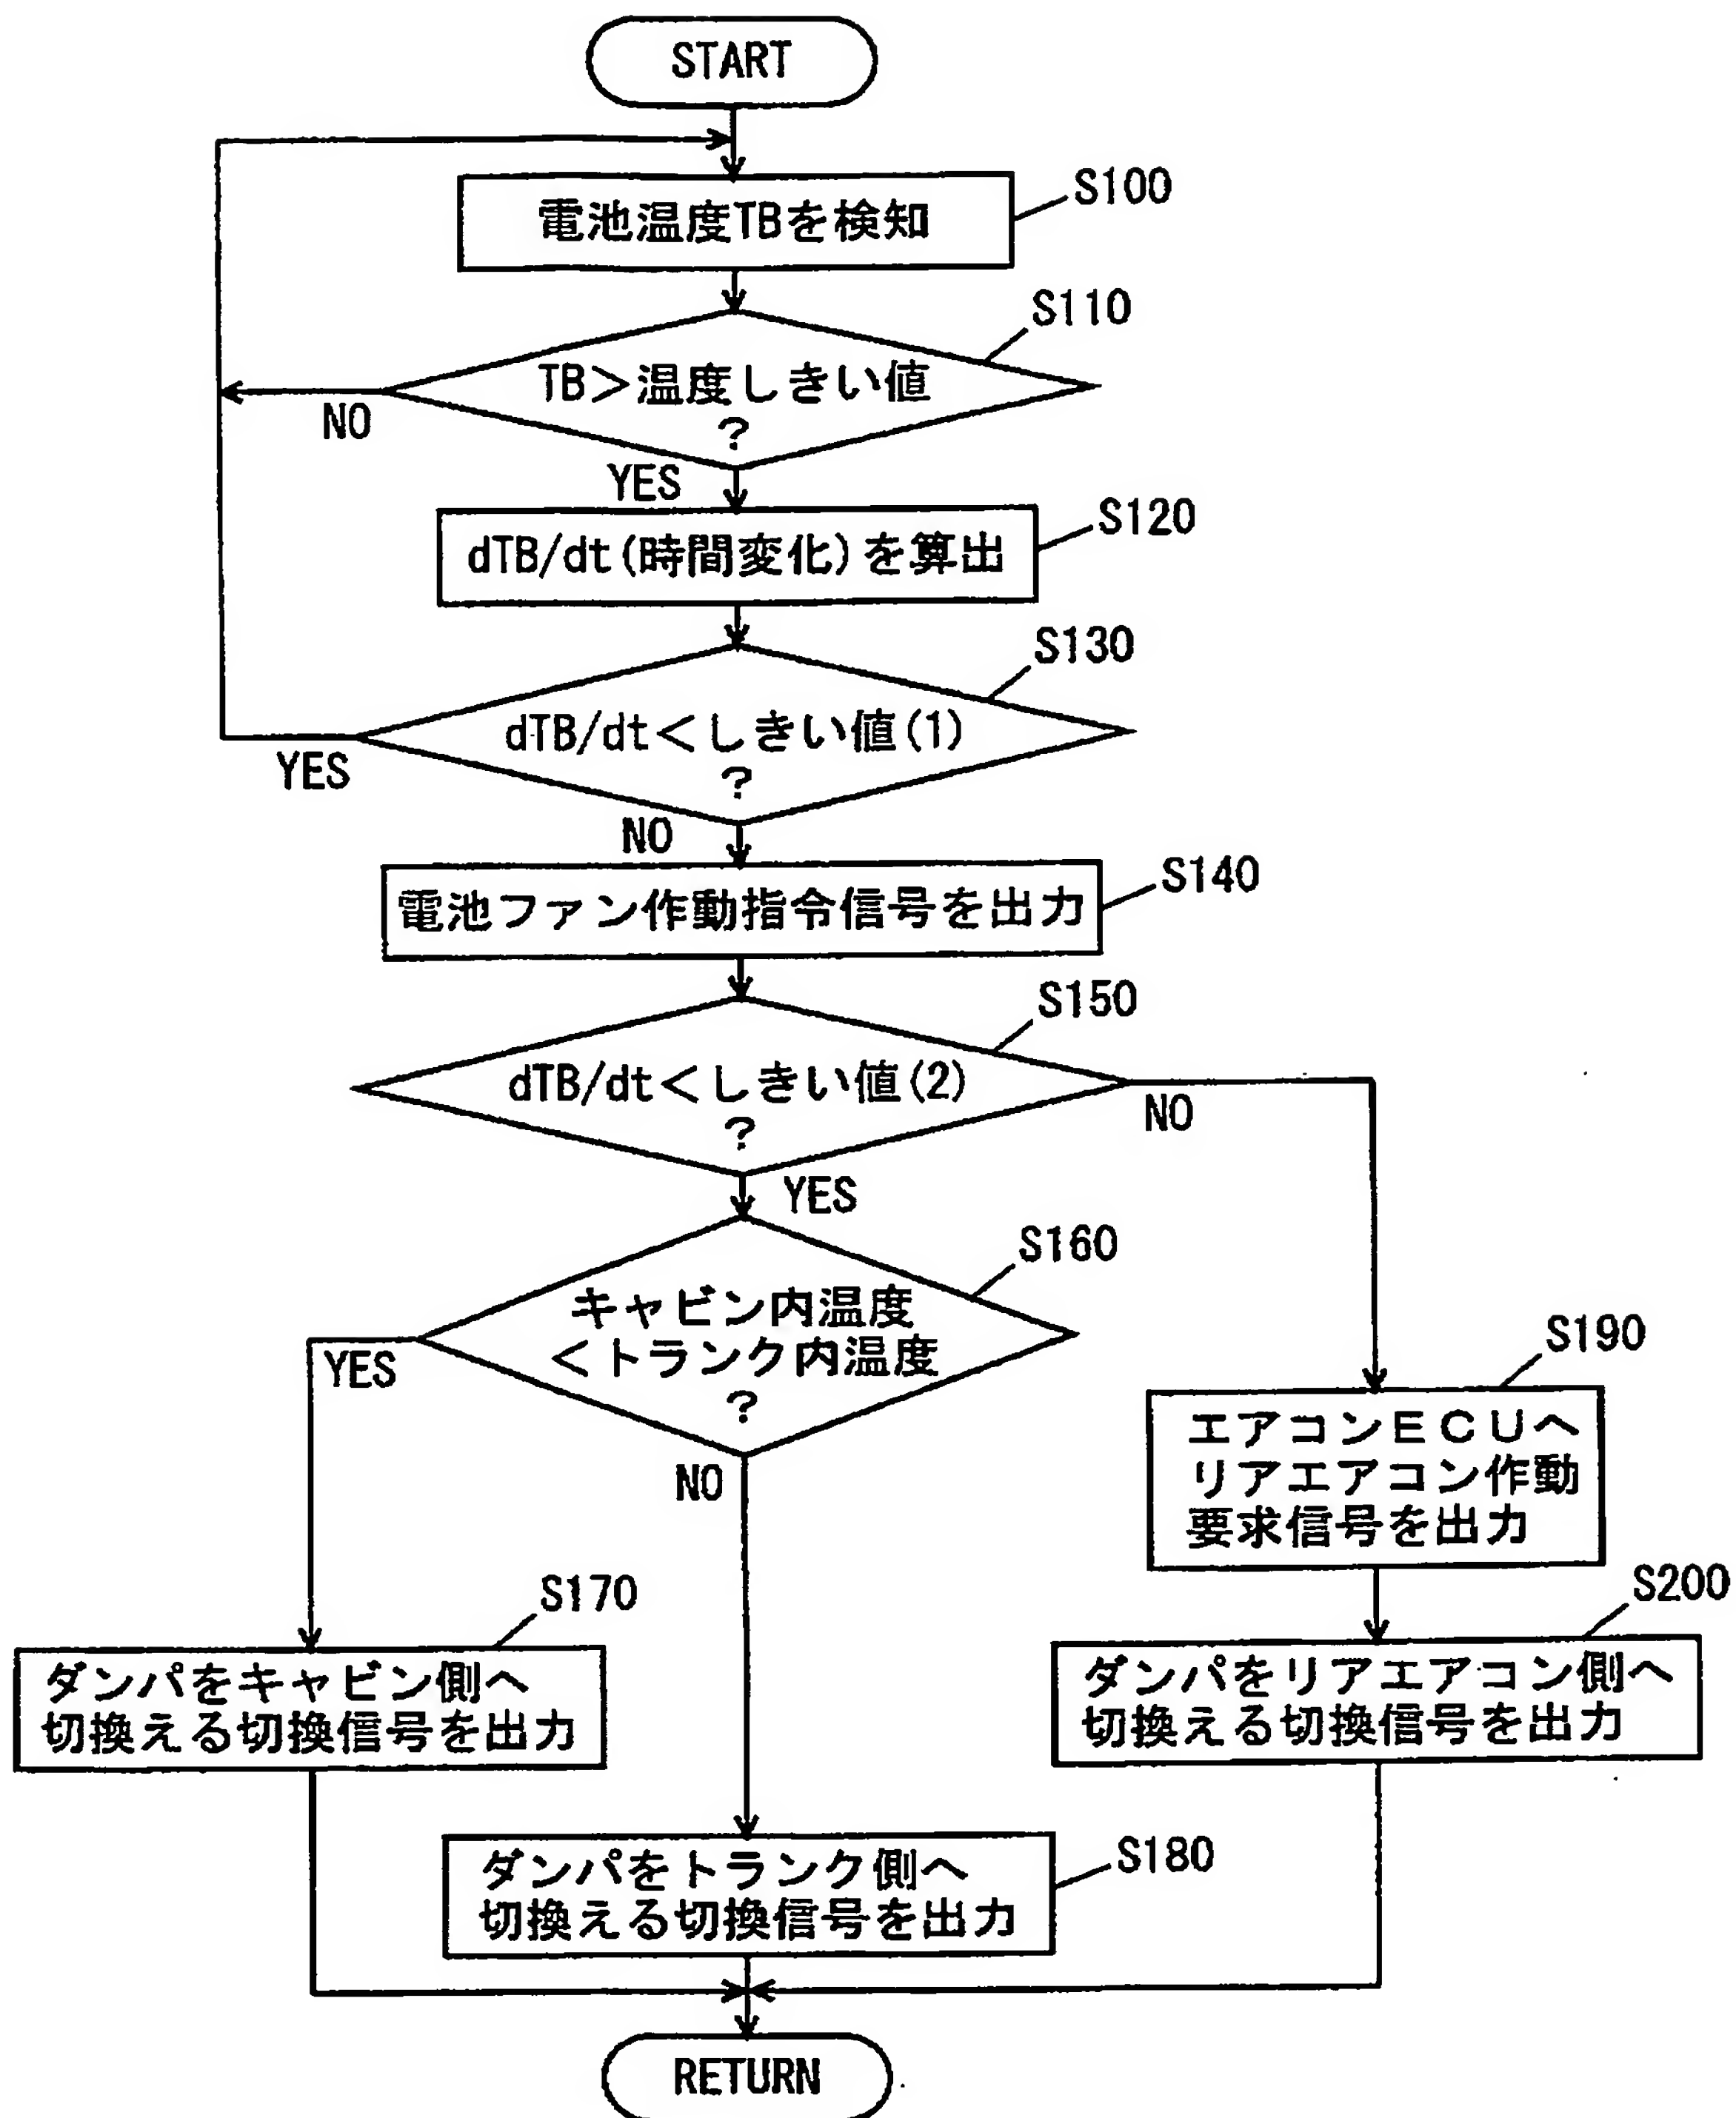 START
S100
電池温度TBを検知
S110
TB>温度しきい値
?
NO
YES
S120
dTB/dt(時間変化)を算出
S130
dTB/dt<しきい値(1)
?
YES
NO
S140
電池ファン作動指令信号を出力
S150
dTB/dt<しきい値(2)
?
NO
YES
S160
キャビン内温度
<トランク内温度
?
YES
NO
S190
エアコンECUへ
リアエアコン作動
要求信号を出力
S170
ダンパをキャビン側へ
切換える切換信号を出力
S200
ダンパをリアエアコン側へ
切換える切換信号を出力
S180
ダンパをトランク側へ
切換える切換信号を出力
RETURN